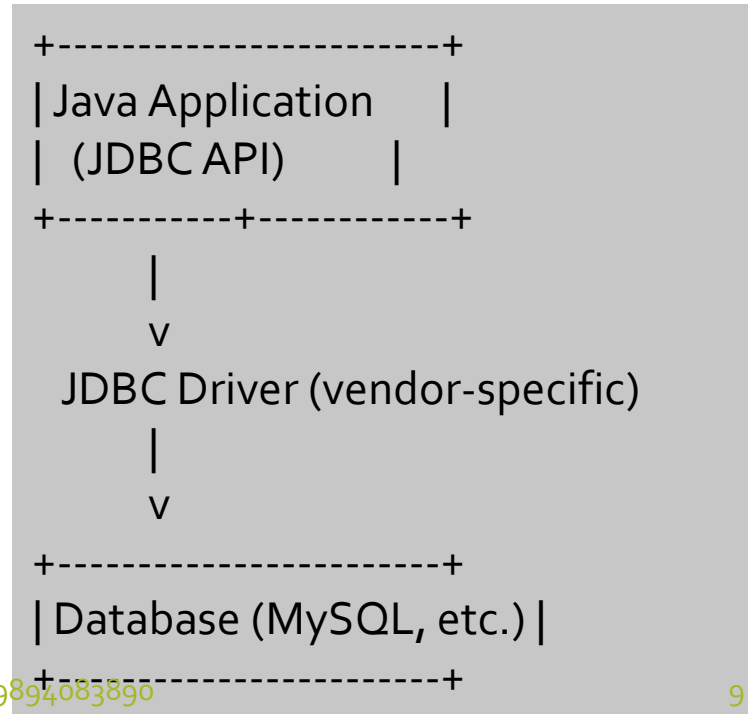 +------------------------+
| Java Application      |
|  (JDBC API)         |
+-----------+------------+
|
v
JDBC Driver (vendor-specific)
|
v
+------------------------+
| Database (MySQL, etc.) |
+------------------------+
9894083890
9